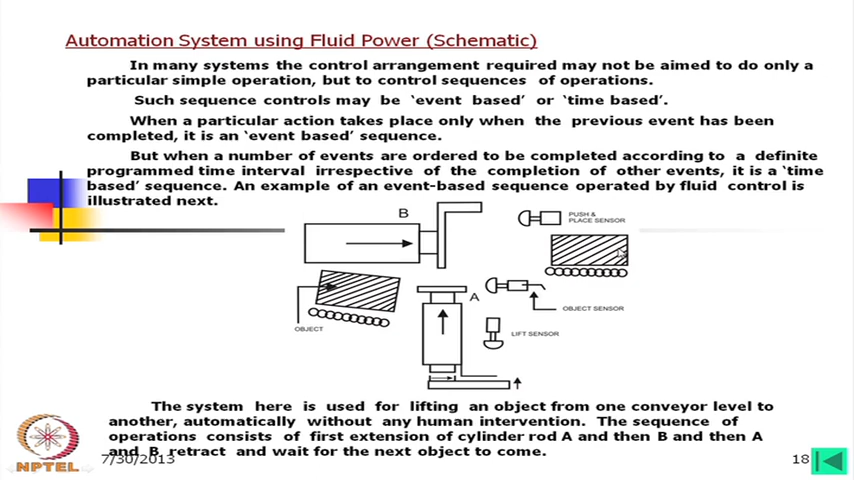 Automation System using Fluid Power (Schematic)
In many systems the control arrangement required may not be aimed to do only a
particular simple operation, but to control sequences of operations.
Such sequence controls may be 'event based' or 'time based'.
When a particular action takes place only when the previous event has been
completed, it is an 'event based' sequence.
But when a number of events are ordered to be completed according to a definite
programmed time interval irrespective of the completion of other events, it is a 'time
based' sequence. An example of an event-based sequence operated by fluid control is
illustrated next.
B
PUSH &
PLACE SENSOR
A
OBJECT SENSOR
OBJECT
LIFT SENSOR
The system here is used for lifting an object from one conveyor level to
another, automatically without any human intervention. The sequence of
operations consists of first extension of cylinder rod A and then B and then A
and B retract and wait for the next object to come.
NPTEL
7/30/2013
18